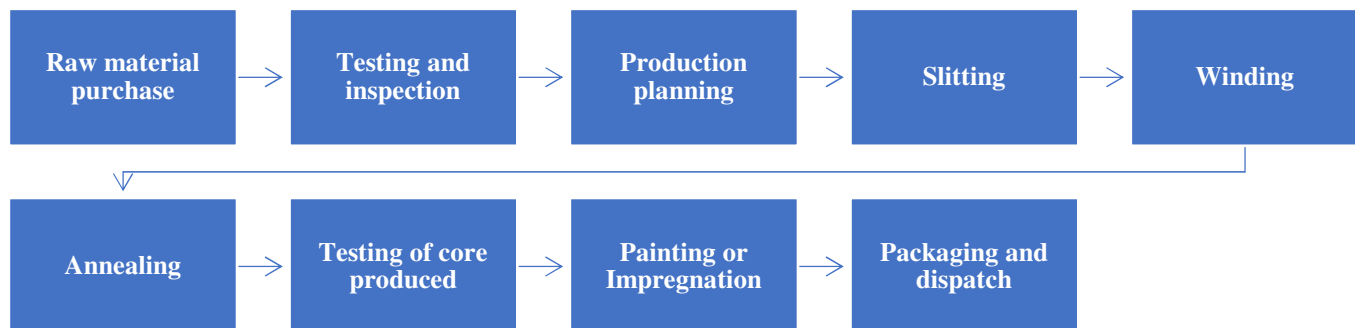 Raw material
purchase
Testing and
inspection
Production
planning
Slitting
Winding
Annealing
Testing of core
produced
Painting or
Impregnation
Packaging and
dispatch